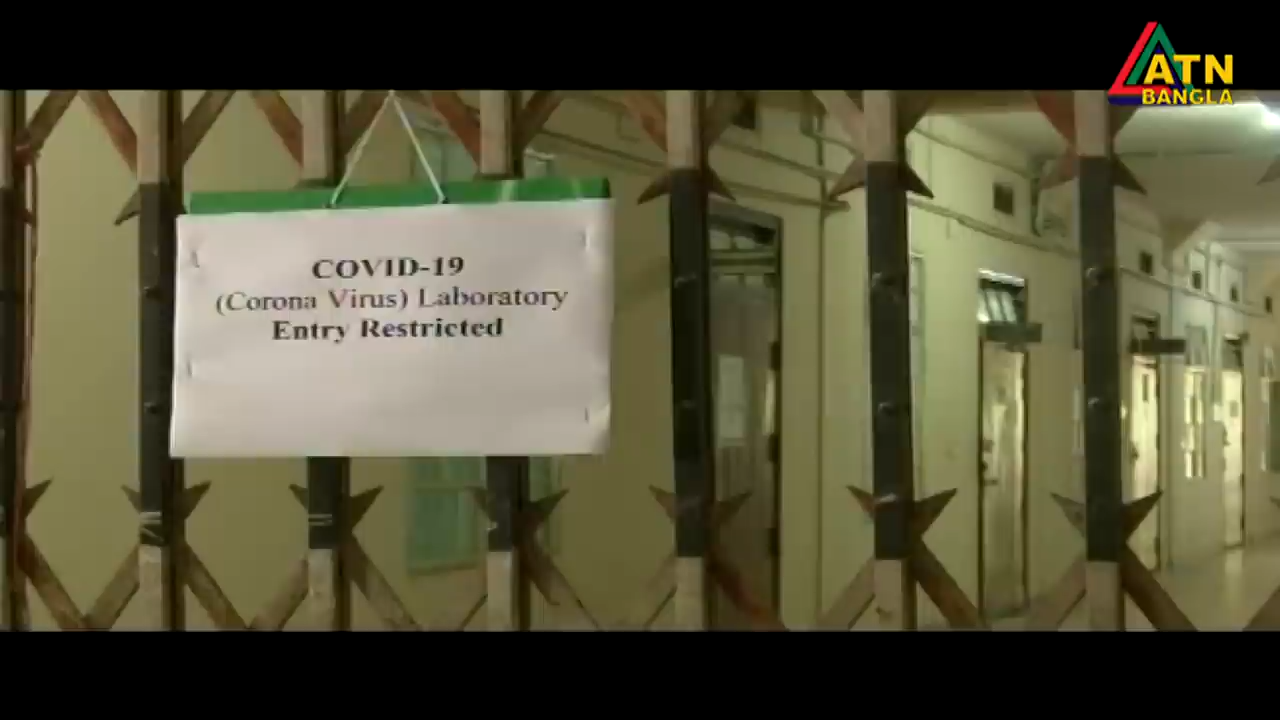 ATN
BANGLA
COVID-19
(Corona Virus) Laboratory
Entry Restricted